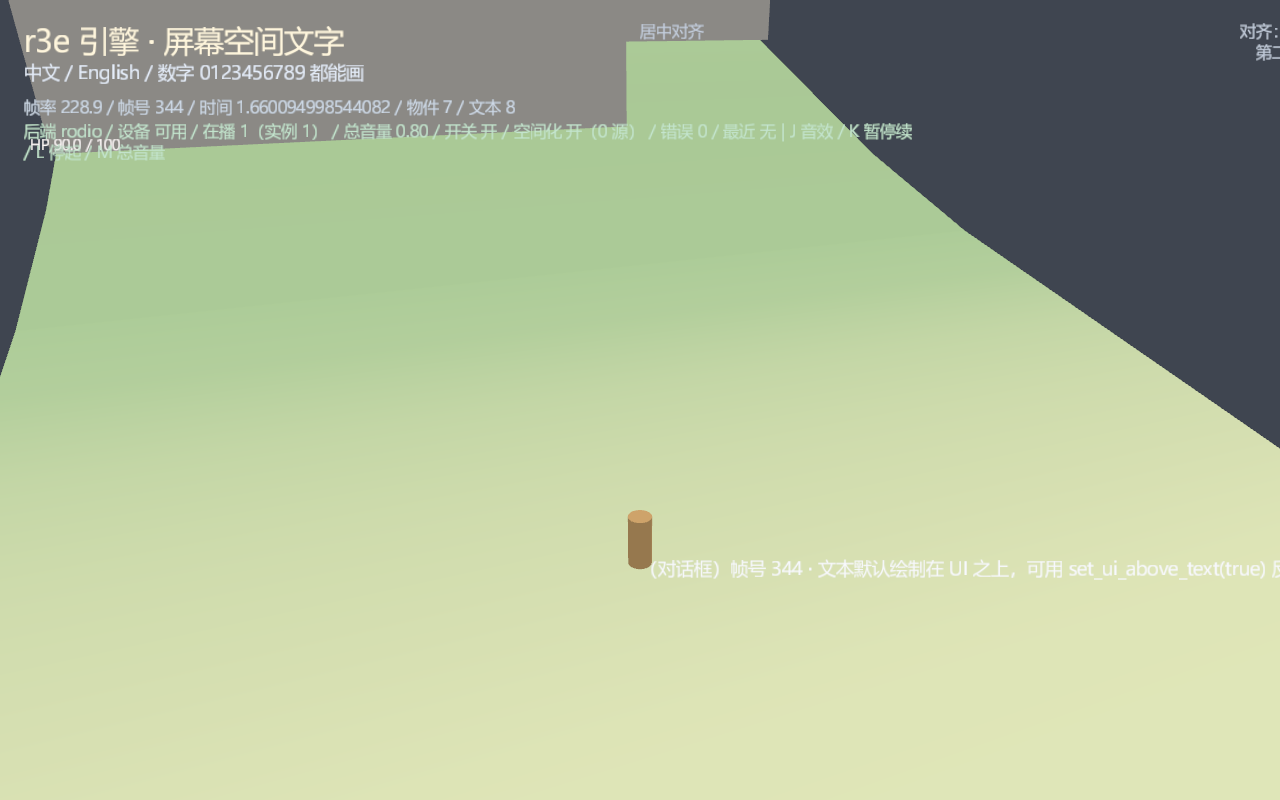 r3e 引擎 · 屏幕空间文字
居中对齐
对齐:
第二
中文 / English / 数字 0123456789 都能画
帧率 228.9 / 帧号 344 / 时间 1.660094998544082 / 物件 7 / 文本 8
后端 rodio / 设备 可用 / 在播 1（实例 1） / 总音量 0.80 / 开关 开 / 空间化 开（0 源） / 错误 0 / 最近 无 | J 音效 / K 暂停续
/ L 停起 / M 总音量
HP 90.0 / 100
（对话框）帧号 344 · 文本默认绘制在 UI 之上，可用 set_ui_above_text(true)